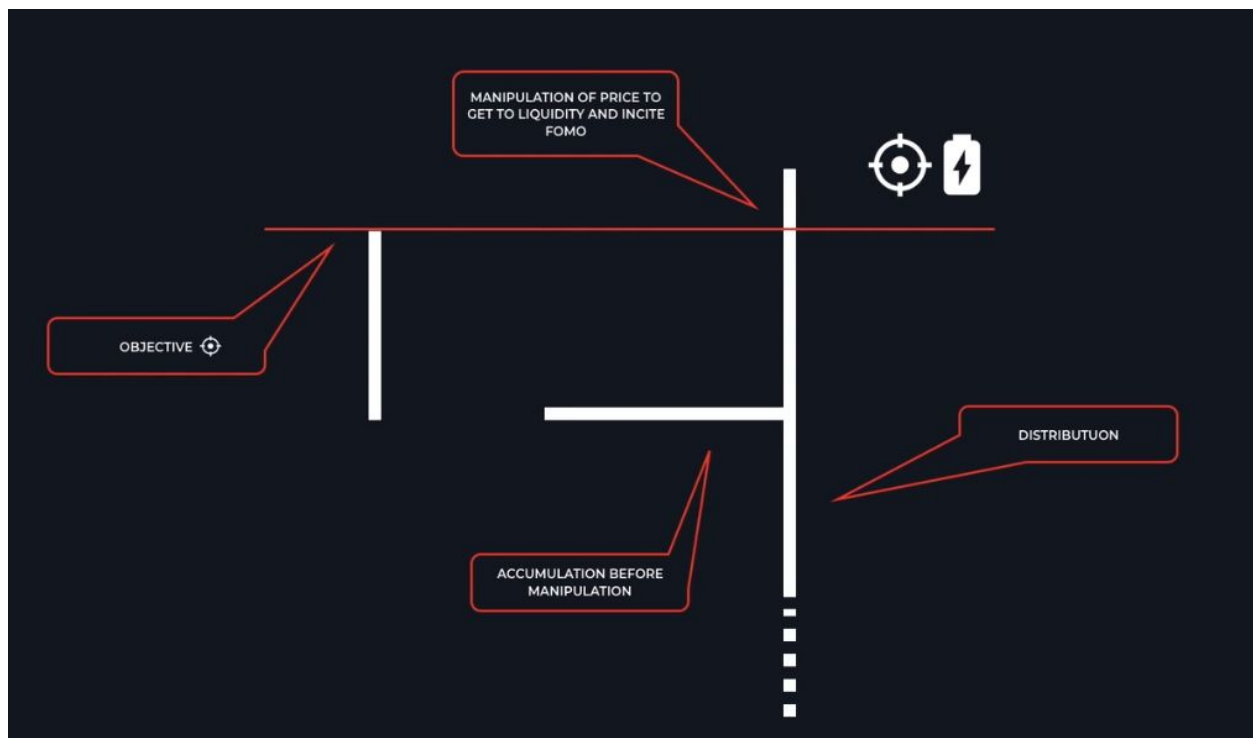 MANIPULATION OF PRICE TO
GET TO LIQUIDITY AND INCITE
FOMO
OBJECTIVE
DISTRIBUTUON
ACCUMULATION BEFORE
MANIPULATION